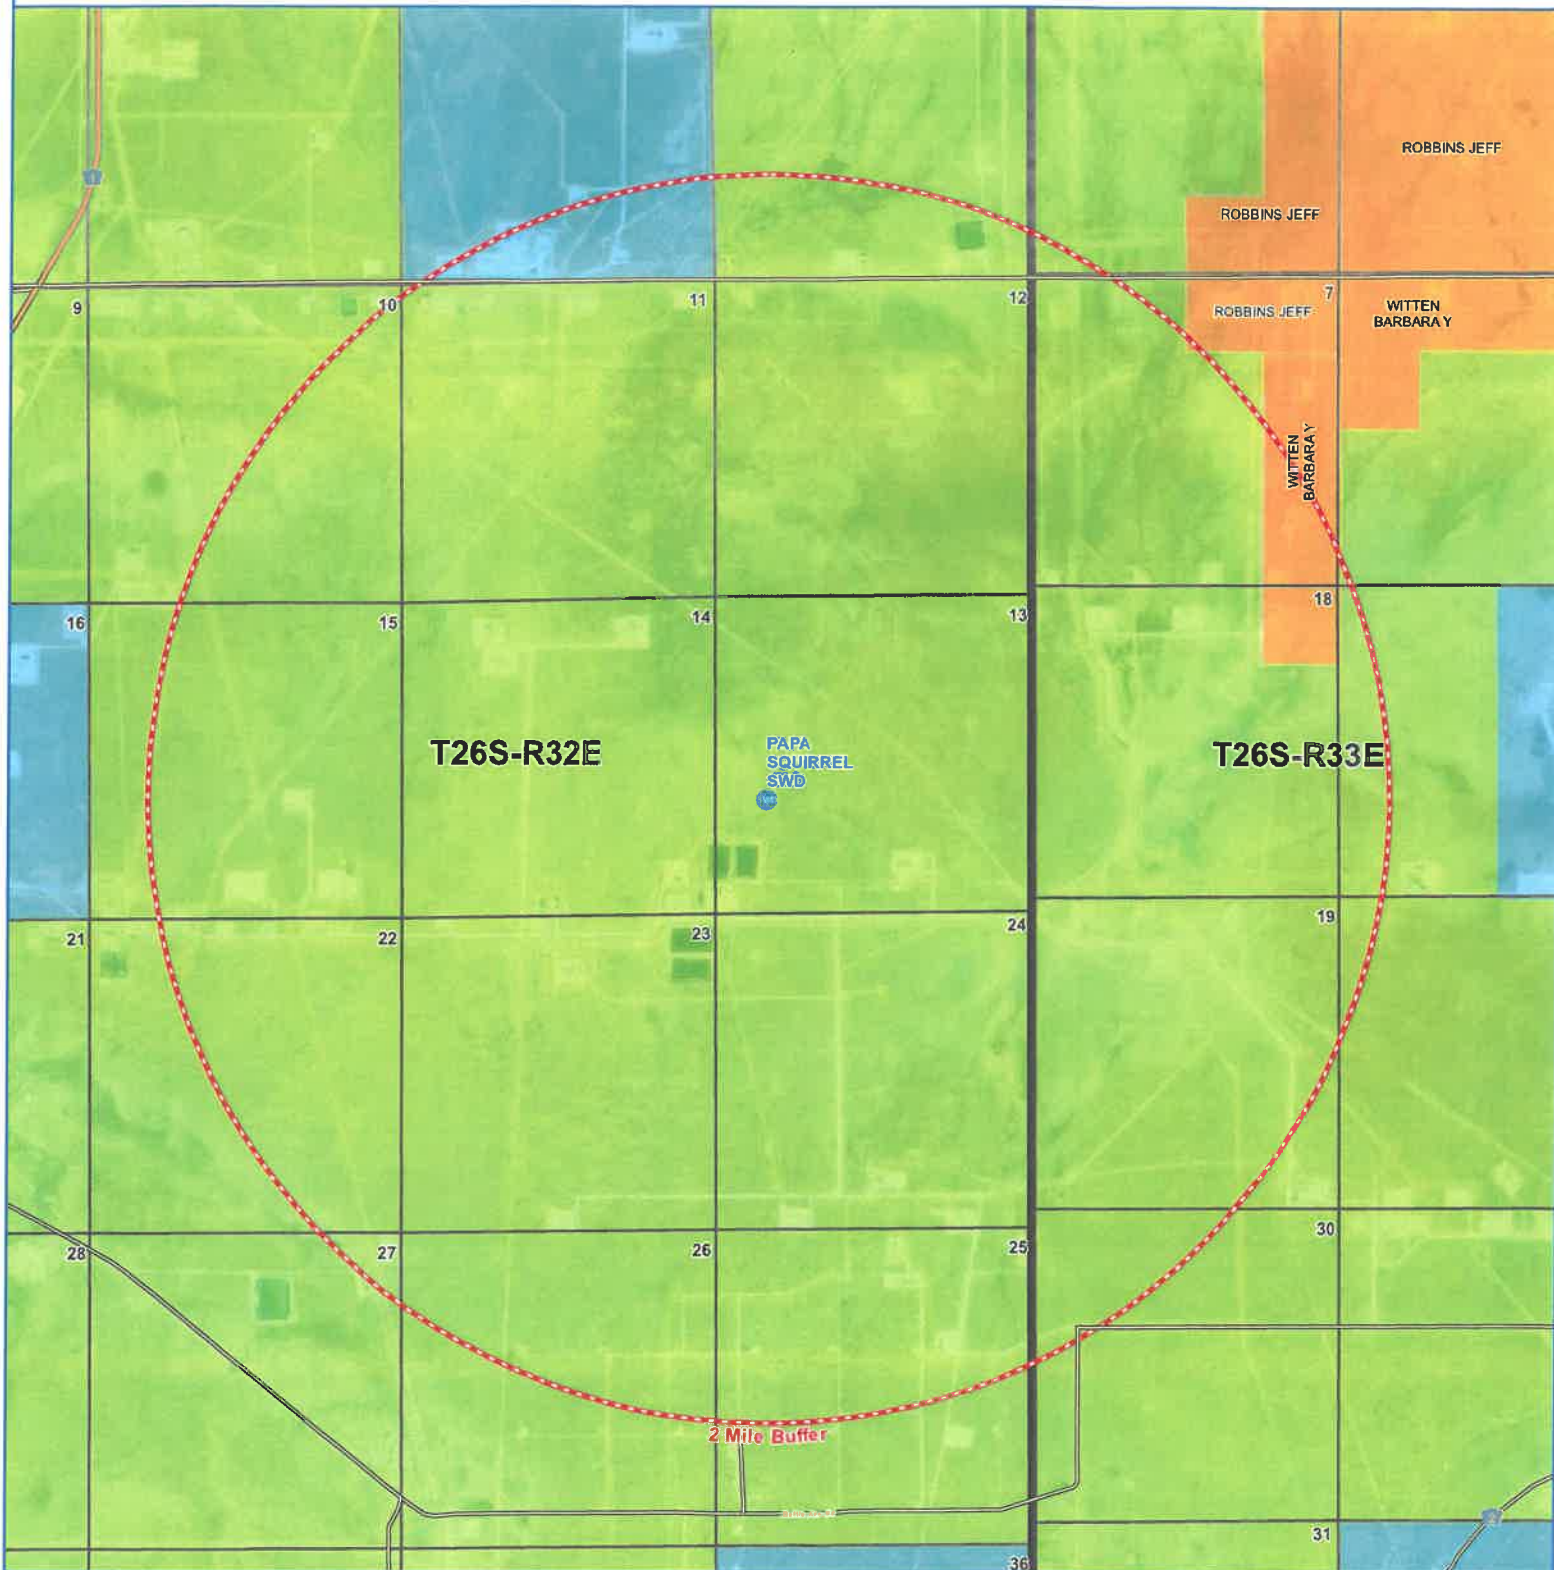 1
ROBBINS JEFF
ROBBINS JEFF
9
10
11
12
7
ROBBINS JEFF
WITTEN
BARBARA Y
WITTEN
BARBARA Y
16
15
14
13
18
T26S-R32E
PAPA
SQUIRREL
SWD
T26S-R33E
21
22
23
24
19
28
27
26
25
30
2 Mile Buffer
2
31
36